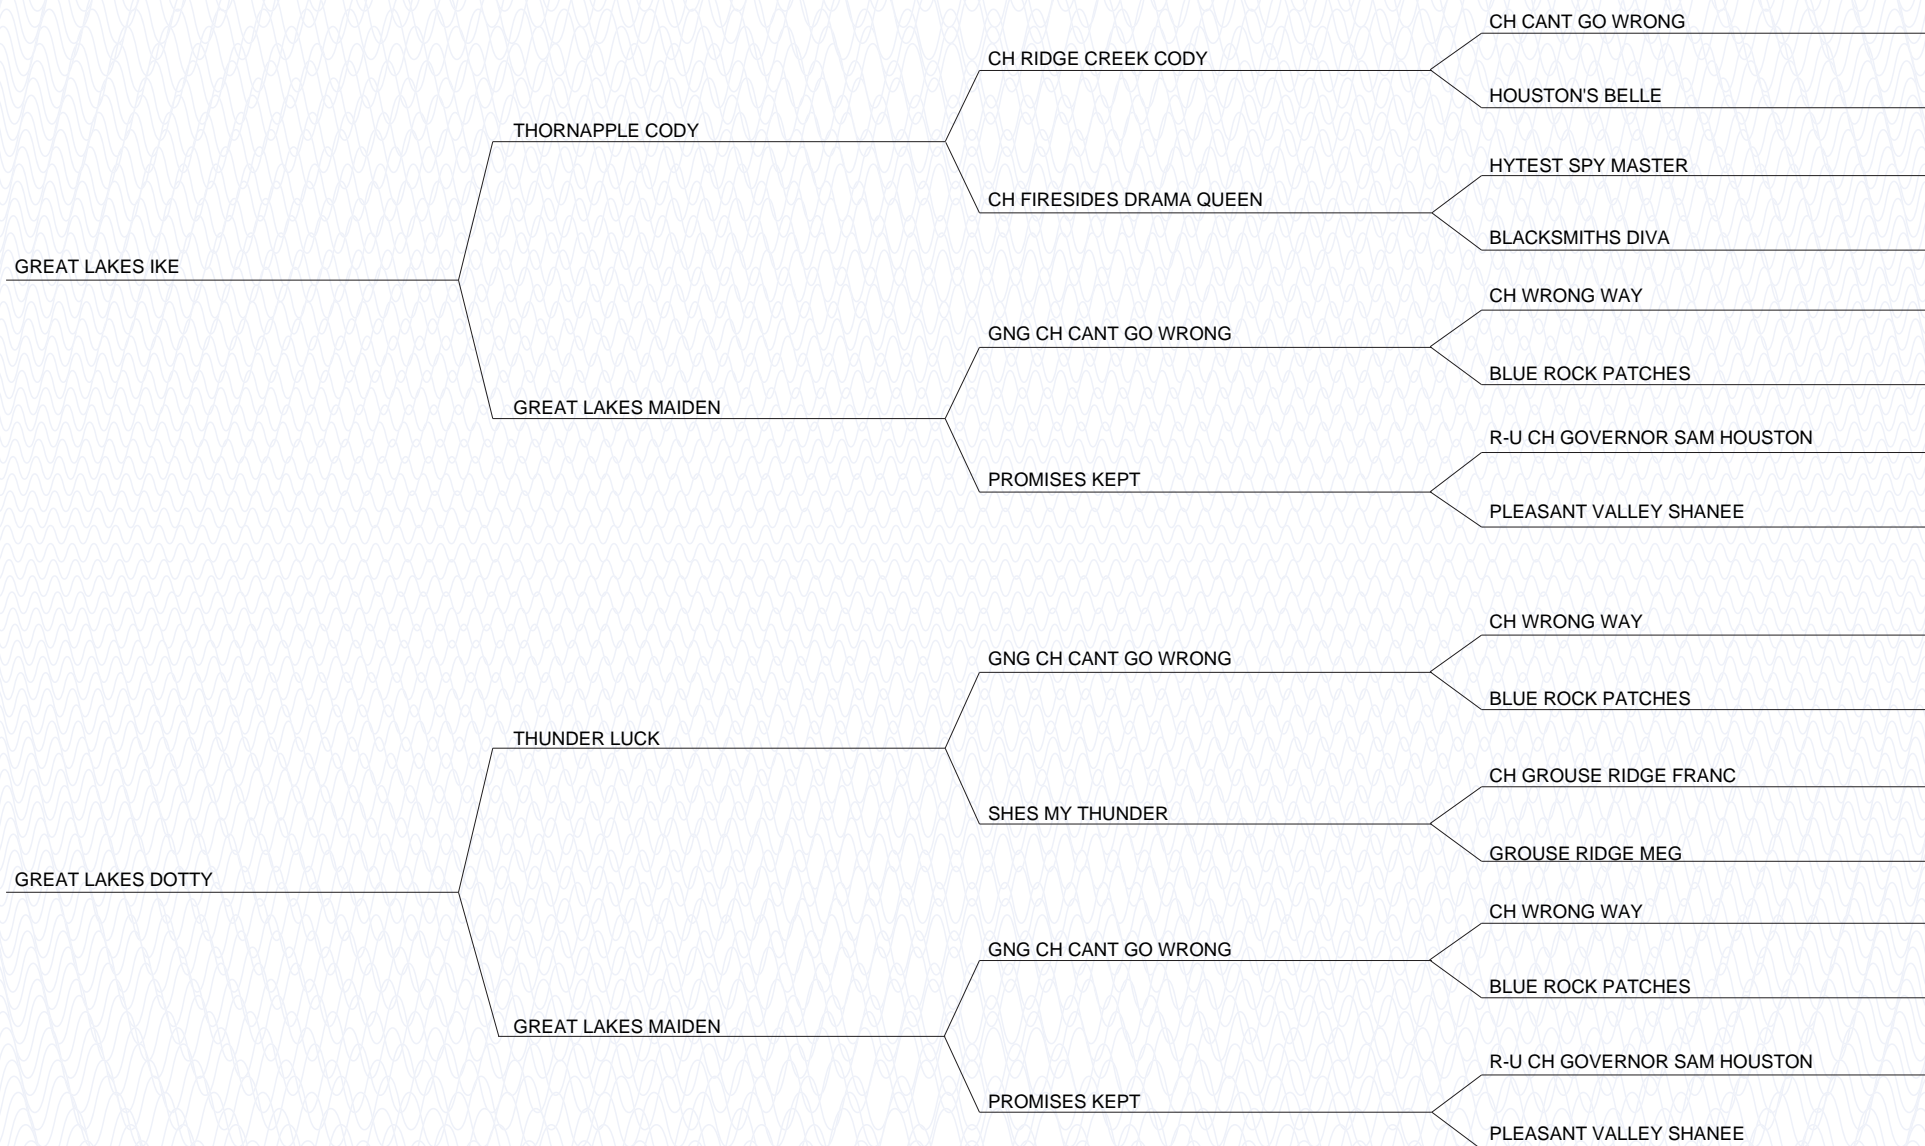 CH CANT GO WRONG
CH RIDGE CREEK CODY
HOUSTON'S BELLE
THORNAPPLE CODY
HYTEST SPY MASTER
CH FIRESIDES DRAMA QUEEN
BLACKSMITHS DIVA
GREAT LAKES IKE
CH WRONG WAY
GNG CH CANT GO WRONG
BLUE ROCK PATCHES
GREAT LAKES MAIDEN
R-U CH GOVERNOR SAM HOUSTON
PROMISES KEPT
PLEASANT VALLEY SHANEE
CH WRONG WAY
GNG CH CANT GO WRONG
BLUE ROCK PATCHES
THUNDER LUCK
CH GROUSE RIDGE FRANC
SHES MY THUNDER
GROUSE RIDGE MEG
GREAT LAKES DOTTY
CH WRONG WAY
GNG CH CANT GO WRONG
BLUE ROCK PATCHES
GREAT LAKES MAIDEN
R-U CH GOVERNOR SAM HOUSTON
PROMISES KEPT
PLEASANT VALLEY SHANEE